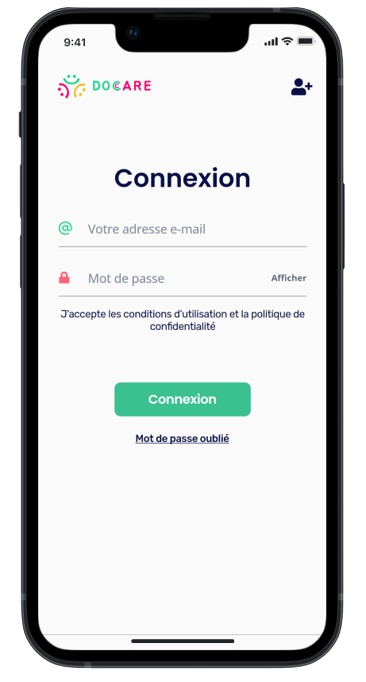 9:41
DOCCARE
Connexion
Votre adresse e-mail
Mot de passe
Afficher
J'accepte les conditions d'utilisation et la politique de
confidentialité
Connexion
Mot de passe oublié